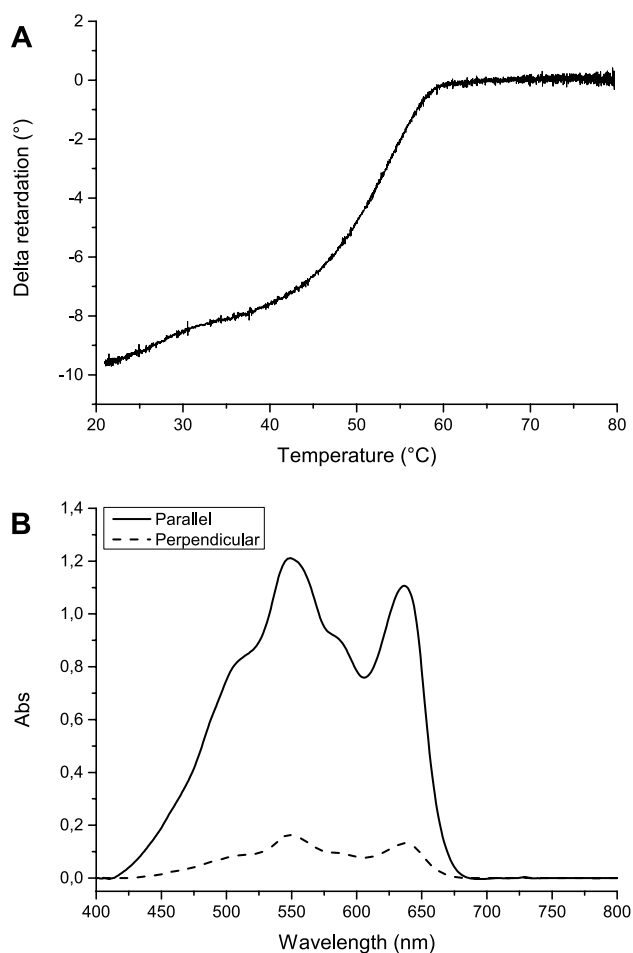 A
Delta retardation (°)
2
0
-2
-4
-6
-8
-10
20 30 40 50 60 70 80
Temperature (°C)
B
Parallel
Perpendicular
Abs
1,4
1,2
1,0
0,8
0,6
0,4
0,2
0,0
400 450 500 550 600 650 700 750 800
Wavelength (nm)